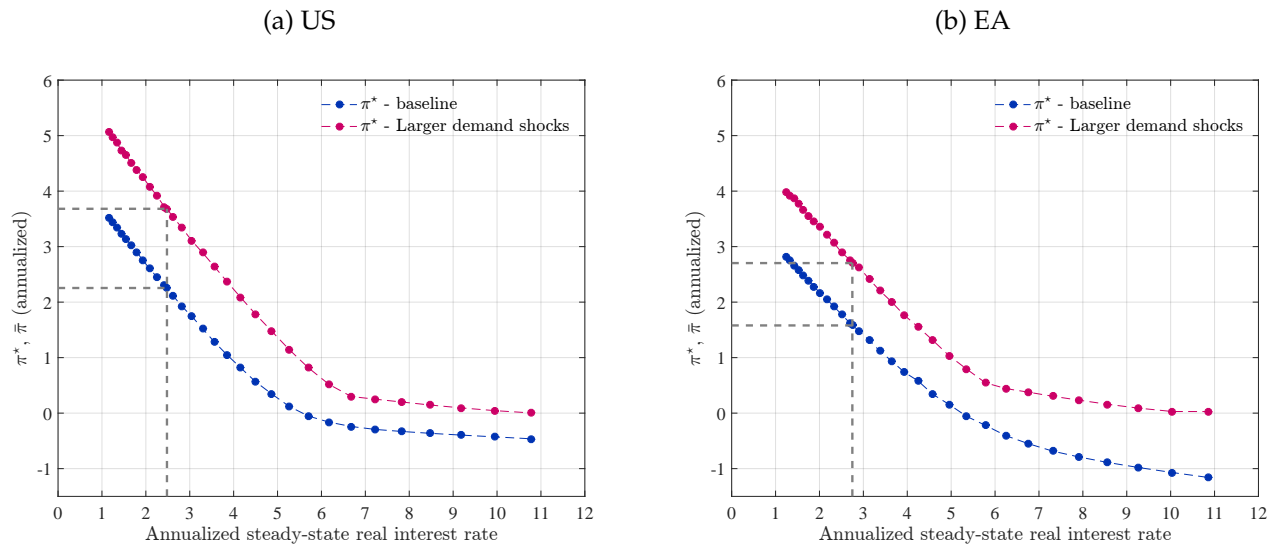 (a) US
6
5
4
3
2
1
0
-1
π*, π̄ (annualized)
π* - baseline
π* - Larger demand shocks
0 1 2 3 4 5 6 7 8 9 10 11 12
Annualized steady-state real interest rate
(b) EA
6
5
4
3
2
1
0
-1
π*, π̄ (annualized)
π* - baseline
π* - Larger demand shocks
0 1 2 3 4 5 6 7 8 9 10 11 12
Annualized steady-state real interest rate